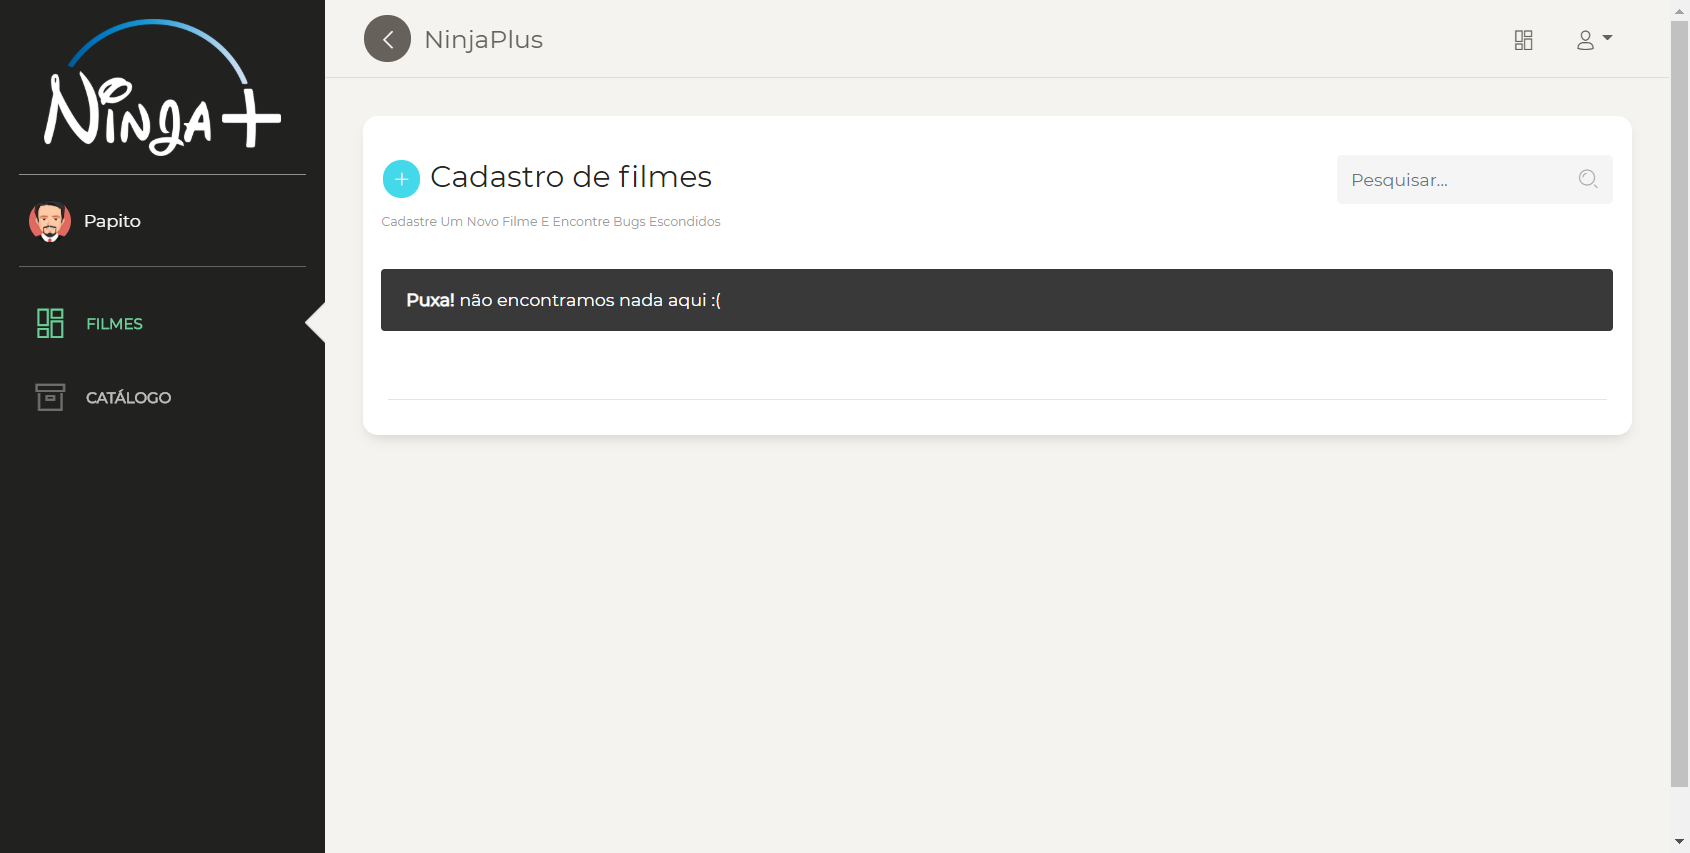 Ninja+
NinjaPlus
Papito
FILMES
CATÁLOGO
Cadastro de filmes
Pesquisar...
Cadastre Um Novo Filme E Encontre Bugs Escondidos
Puxa! não encontramos nada aqui :(